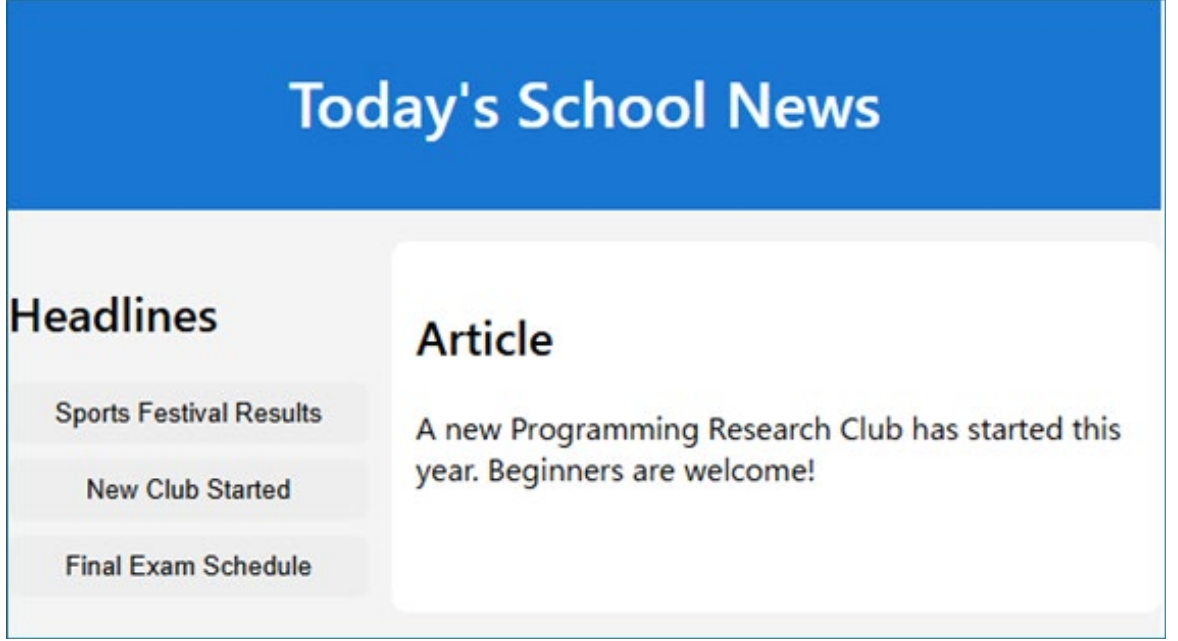 Today's School News
Headlines
Sports Festival Results
New Club Started
Final Exam Schedule
Article
A new Programming Research Club has started this
year. Beginners are welcome!